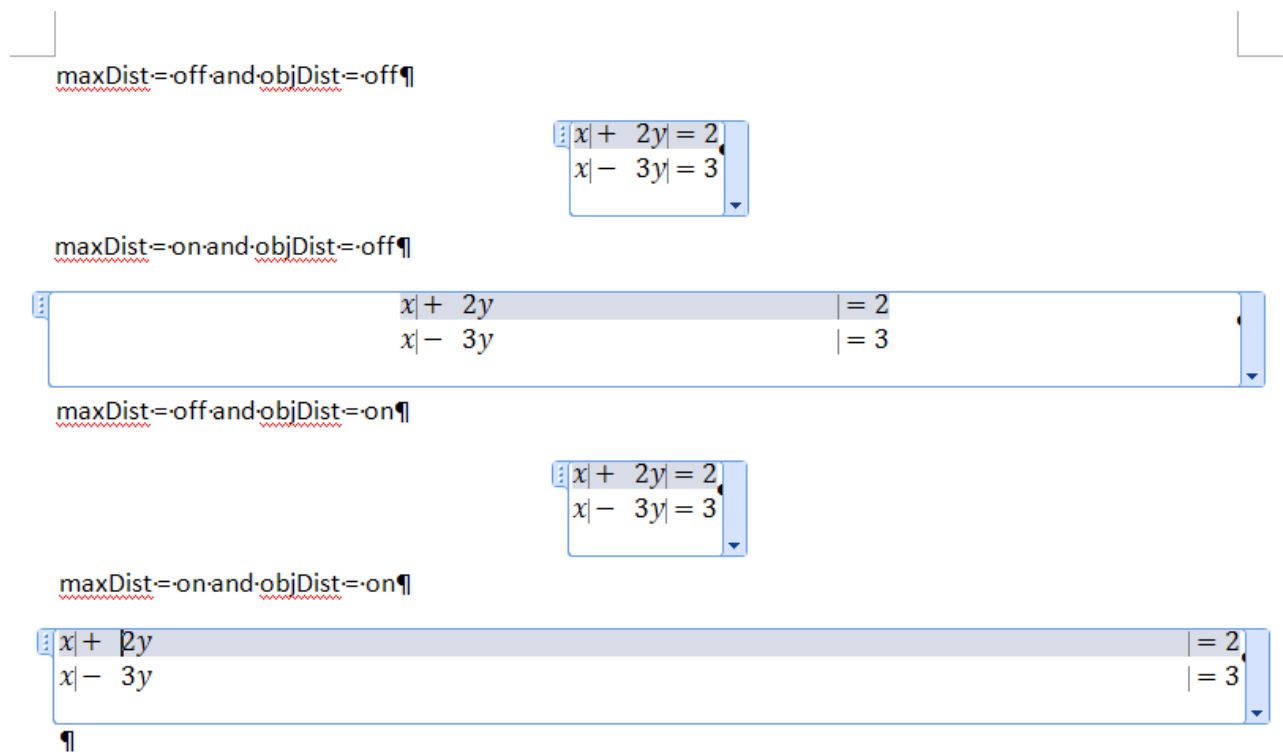 maxDist·=·off·and·objDist·=·off¶
x|+ 2y|= 2
x|− 3y|= 3
maxDist·=·on·and·objDist·=·off¶
x|+ 2y |= 2
x|− 3y |= 3
maxDist·=·off·and·objDist·=·on¶
x|+ 2y|= 2
x|− 3y|= 3
maxDist·=·on·and·objDist·=·on¶
x|+ 2y |= 2
x|− 3y |= 3
¶